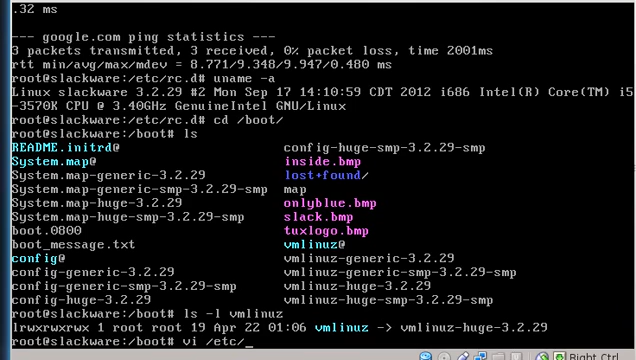 .32 ms
--- google.com ping statistics ---
3 packets transmitted, 3 received, 0% packet loss, time 2001ms
rtt min/avg/max/mdev = 8.771/9.348/9.947/0.480 ms
root@slackware:/etc/rc.d# uname -a
Linux slackware 3.2.29 #2 Mon Sep 17 14:10:59 CDT 2012 i686 Intel(R) Core(TM) i5
-3570K CPU @ 3.40GHz GenuineIntel GNU/Linux
root@slackware:/etc/rc.d# cd /boot/
root@slackware:/boot# ls
README.initrd@ config-huge-smp-3.2.29-smp
System.map@ inside.bmp
System.map-generic-3.2.29 lost+found/
System.map-generic-smp-3.2.29-smp map
System.map-huge-3.2.29 onlyblue.bmp
System.map-huge-smp-3.2.29-smp slack.bmp
boot.0800 tuxlogo.bmp
boot_message.txt vmlinuz@
config@ vmlinuz-generic-3.2.29
config-generic-3.2.29 vmlinuz-generic-smp-3.2.29-smp
config-generic-smp-3.2.29-smp vmlinuz-huge-3.2.29
config-huge-3.2.29 vmlinuz-huge-smp-3.2.29-smp
root@slackware:/boot# ls -l vmlinuz
lrwxrwxrwx 1 root root 19 Apr 22 01:06 vmlinuz -> vmlinuz-huge-3.2.29
root@slackware:/boot# vi /etc/_
Right Ctrl